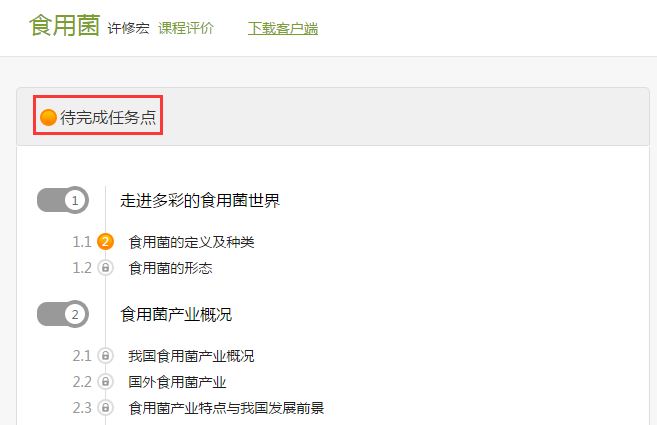 食用菌 许修宏 课程评价 下载客户端
待完成任务点
1 走进多彩的食用菌世界
1.1 2 食用菌的定义及种类
1.2 食用菌的形态
2 食用菌产业概况
2.1 我国食用菌产业概况
2.2 国外食用菌产业
2.3 食用菌产业特点与我国发展前景